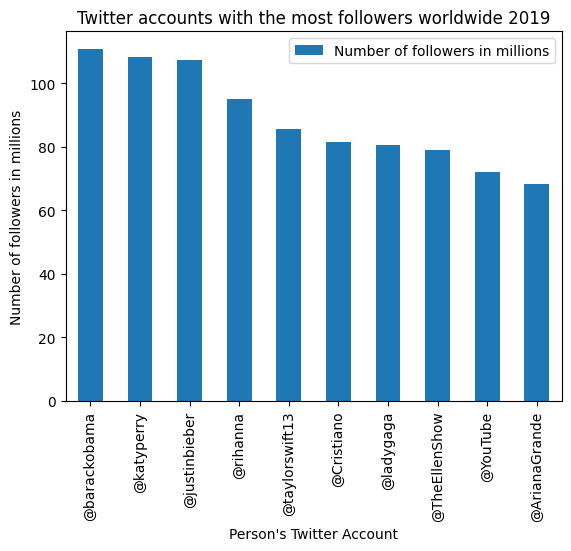 Twitter accounts with the most followers worldwide 2019
Number of followers in millions
Number of followers in millions
100
80
60
40
20
0
@barackobama
@katyperry
@justinbieber
@rihanna
@taylorswift13
@Cristiano
@ladygaga
@TheEllenShow
@YouTube
@ArianaGrande
Person's Twitter Account